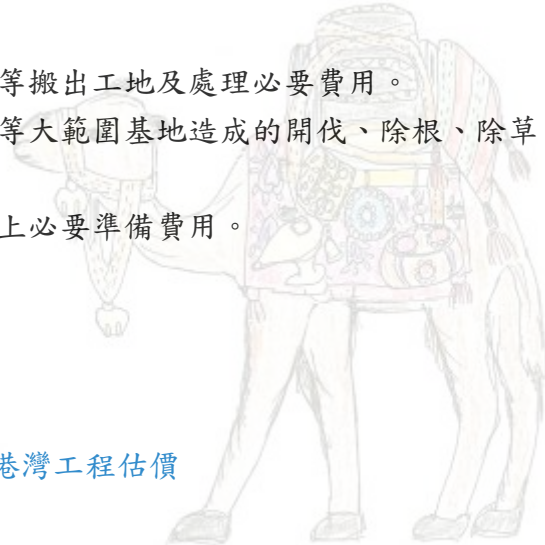 等搬出工地及處理必要費用。
等大範圍基地造成的開伐、除根、除草
上必要準備費用。
港灣工程估價